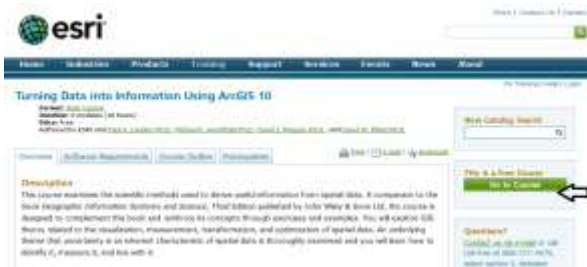 esri
Home Industries Products Training Support Services Events News About
Turning Data into Information Using ArcGIS 10
Overview Software Requirements Course Outline Prerequisites
Print
New Catalog Search
This is a Free Course
Go to Course
Description
This course examines the scientific methods used to derive useful information from spatial data. A companion to the
book Geographic Information Systems and Science, Third Edition published by John Wiley & Sons Ltd, this course is
designed to complement the book and reinforce its concepts through exercises and examples. You will explore GIS
theory related to the visualization, measurement, transformation, and optimization of spatial data. An underlying
theme that uncertainty is an inherent characteristic of spatial data is thoroughly examined and you will learn how to
identify it, measure it, and live with it.
Questions?